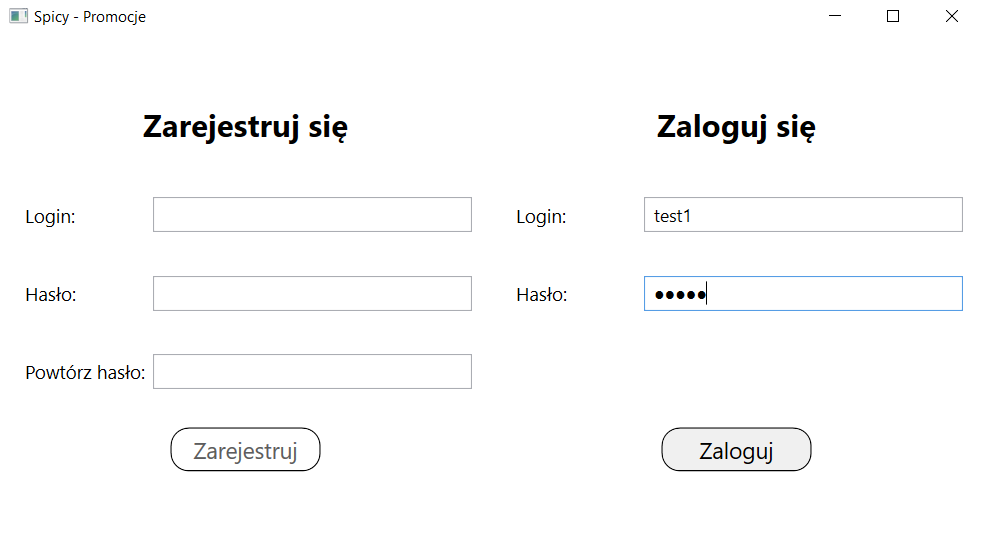 Spicy - Promocje
Zarejestruj się
Login:
Hasło:
Powtórz hasło:
Zarejestruj
Zaloguj się
Login:
test1
Hasło:
•••••
Zaloguj